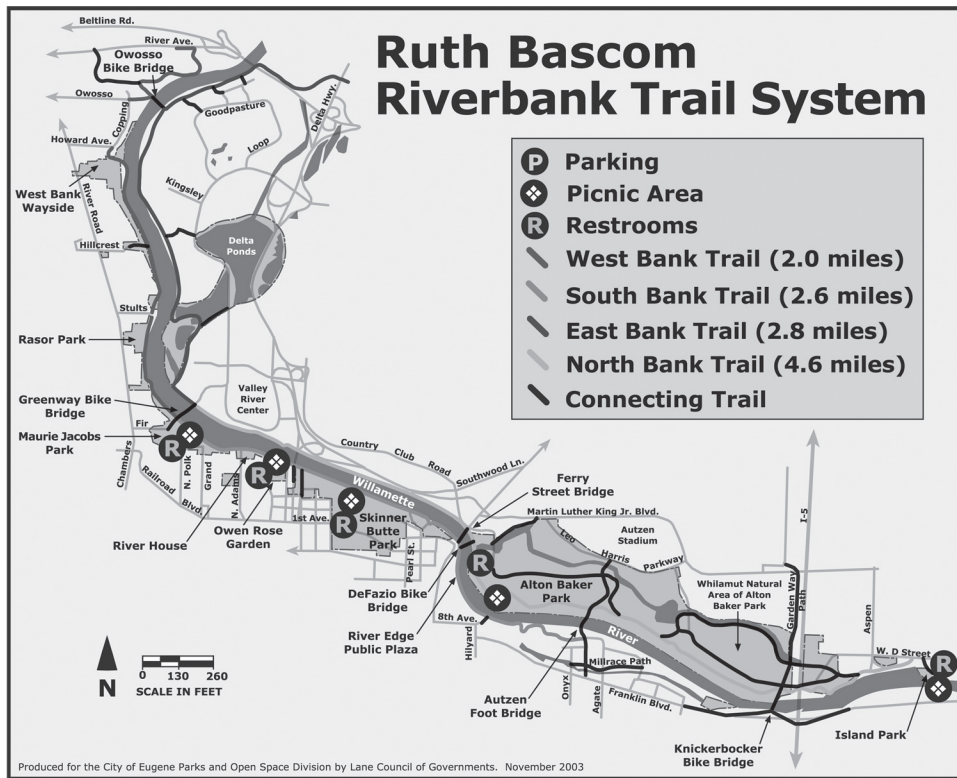 Ruth Bascom
Riverbank Trail System
P Parking
Picnic Area
R Restrooms
West Bank Trail (2.0 miles)
South Bank Trail (2.6 miles)
East Bank Trail (2.8 miles)
North Bank Trail (4.6 miles)
Connecting Trail
Beltline Rd.
River Ave.
Owosso
Bike Bridge
Owosso
Copping
Goodpasture
Loop
Delta Hwy.
Howard Ave.
West Bank
Wayside
River Road
Kingsley
Hillcrest
Delta
Ponds
Stults
Rasor Park
Greenway Bike
Bridge
Valley
River
Center
Fir
Maurie Jacobs
Park
R
Chambers
Railroad
Blvd.
N. Polk
Grand
N. Adams
R
River House
Owen Rose
Garden
1st Ave.
R
Skinner
Butte
Park
Willamette
Country
Club
Road
Southwood Ln.
Ferry
Street Bridge
Martin Luther King Jr. Blvd.
Autzen
Stadium
Leo
Harris
Parkway
I-5
Pearl St.
DeFazio Bike
Bridge
R
Alton Baker
Park
Whilamut Natural
Area of Alton
Baker Park
Garden Way
Path
Aspen
River Edge
Public Plaza
8th Ave.
Hilyard
River
W. D Street
R
Millrace Path
Onyx
Agate
Franklin Blvd.
Autzen
Foot Bridge
Knickerbocker
Bike Bridge
Island Park
N
0 130 260
SCALE IN FEET
Produced for the City of Eugene Parks and Open Space Division by Lane Council of Governments. November 2003